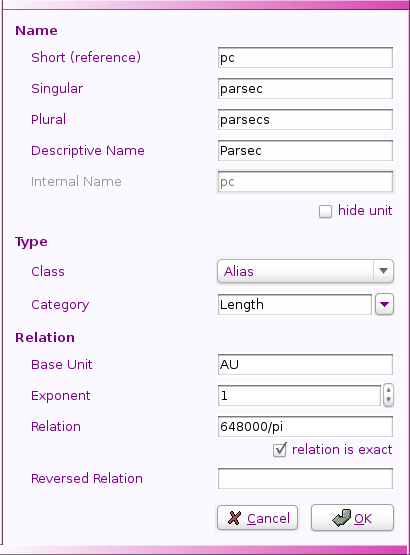 Name
Short (reference) pc
Singular parsec
Plural parsecs
Descriptive Name Parsec
Internal Name pc
hide unit
Type
Class Alias
Category Length
Relation
Base Unit AU
Exponent 1
Relation 648000/pi
relation is exact
Reversed Relation
Cancel OK